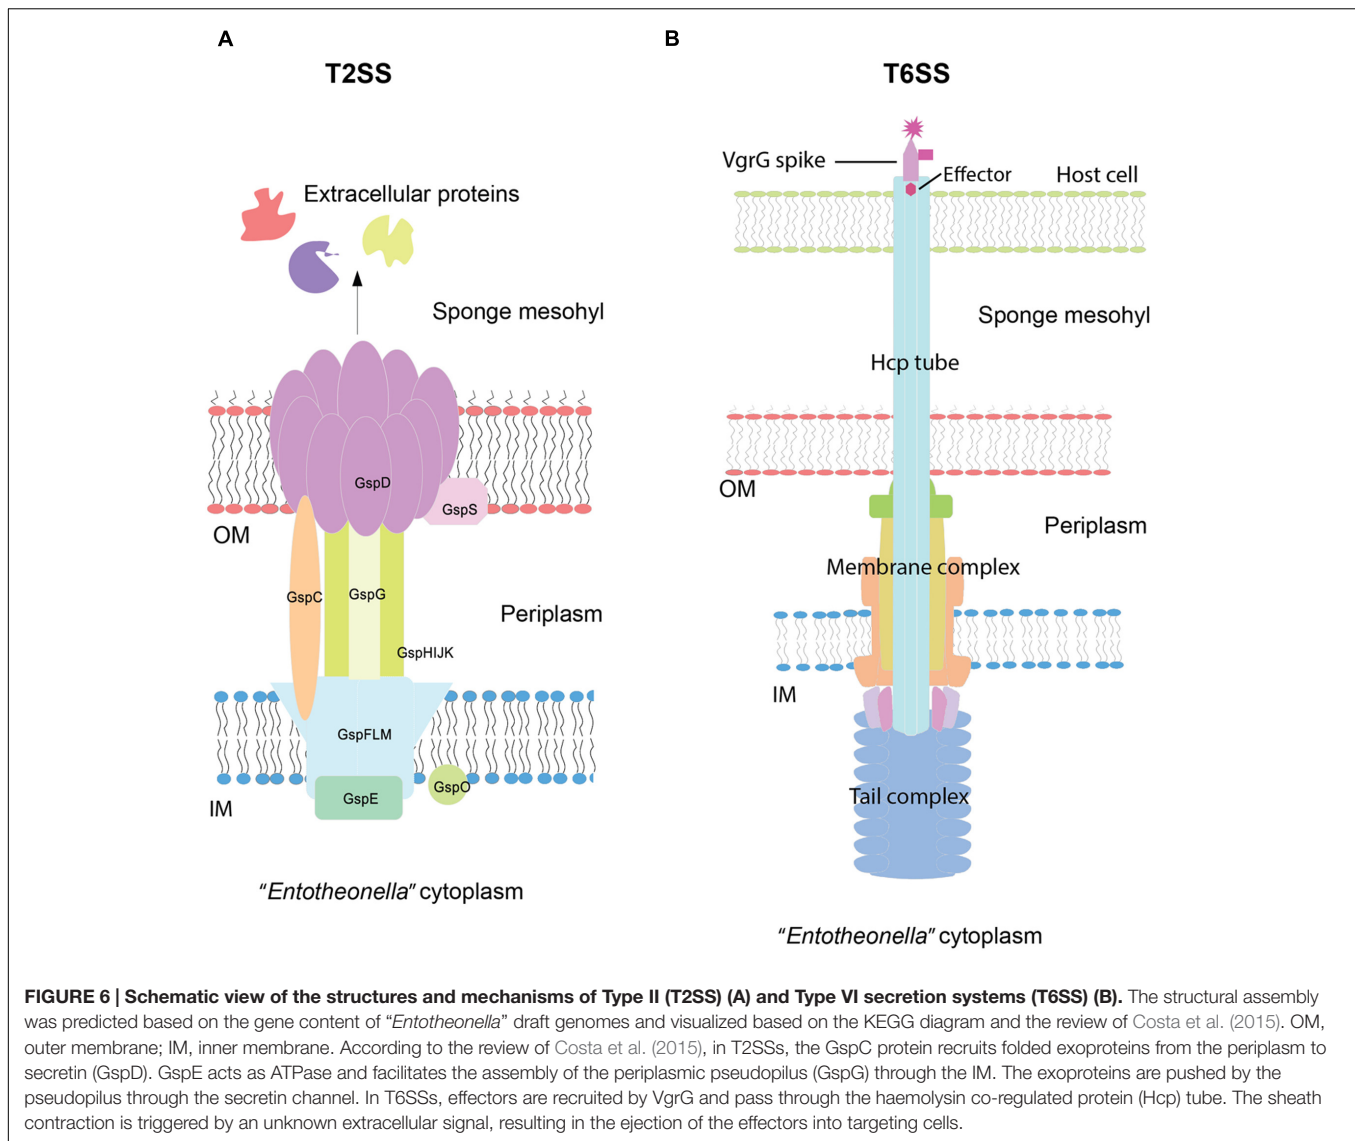 A
T2SS
Extracellular proteins
Sponge mesohyl
GspD
GspS
OM
GspC
GspG
Periplasm
GspHIJK
GspFLM
GspE
GspO
IM
“Entotheonella” cytoplasm
B
T6SS
VgrG spike
Effector
Host cell
Sponge mesohyl
Hcp tube
OM
Periplasm
Membrane complex
IM
Tail complex
“Entotheonella” cytoplasm
FIGURE 6 | Schematic view of the structures and mechanisms of Type II (T2SS) (A) and Type VI secretion systems (T6SS) (B). The structural assembly
was predicted based on the gene content of “Entotheonella” draft genomes and visualized based on the KEGG diagram and the review of Costa et al. (2015). OM,
outer membrane; IM, inner membrane. According to the review of Costa et al. (2015), in T2SSs, the GspC protein recruits folded exoproteins from the periplasm to
secretin (GspD). GspE acts as ATPase and facilitates the assembly of the periplasmic pseudopilus (GspG) through the IM. The exoproteins are pushed by the
pseudopilus through the secretin channel. In T6SSs, effectors are recruited by VgrG and pass through the haemolysin co-regulated protein (Hcp) tube. The sheath
contraction is triggered by an unknown extracellular signal, resulting in the ejection of the effectors into targeting cells.